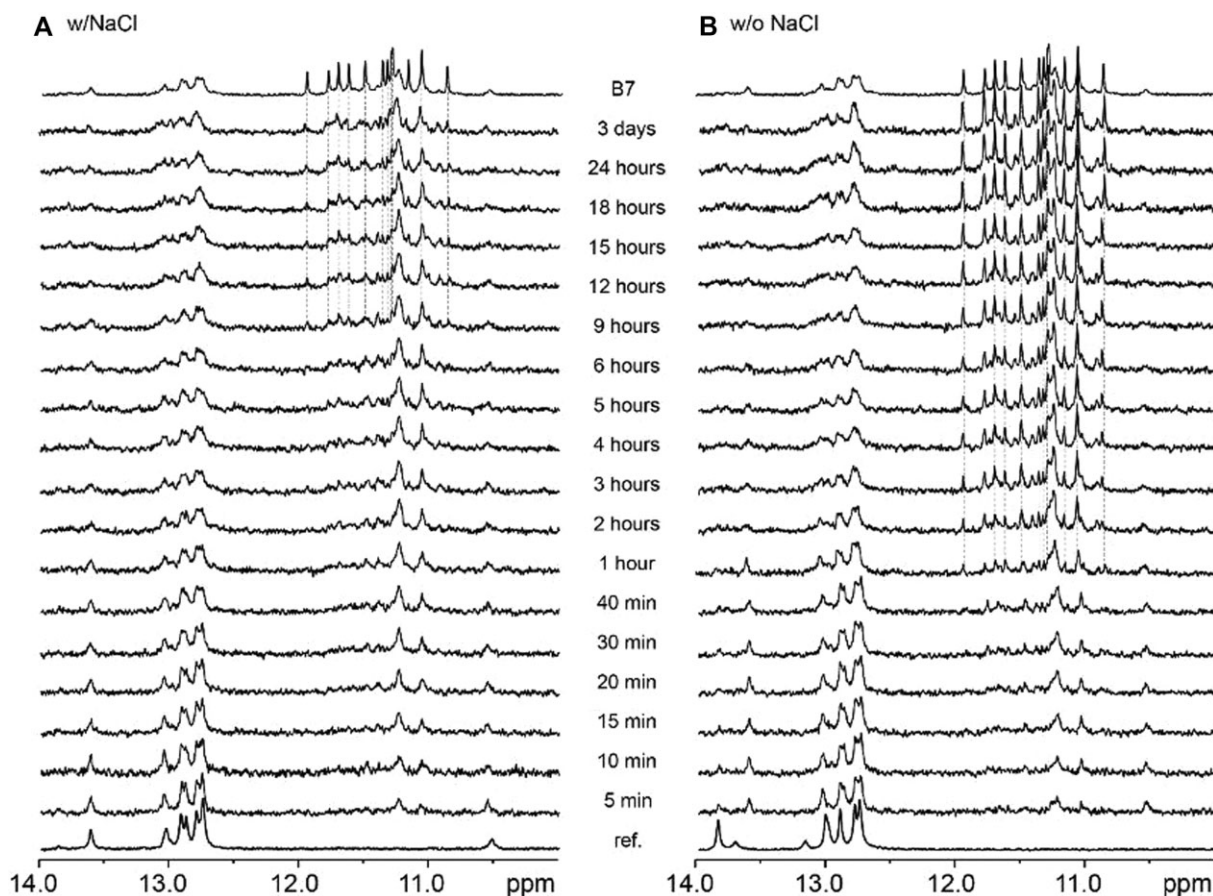 A w/NaCl
B w/o NaCl
B7
3 days
24 hours
18 hours
15 hours
12 hours
9 hours
6 hours
5 hours
4 hours
3 hours
2 hours
1 hour
40 min
30 min
20 min
15 min
10 min
5 min
ref.
14.0 13.0 12.0 11.0 ppm
14.0 13.0 12.0 11.0 ppm